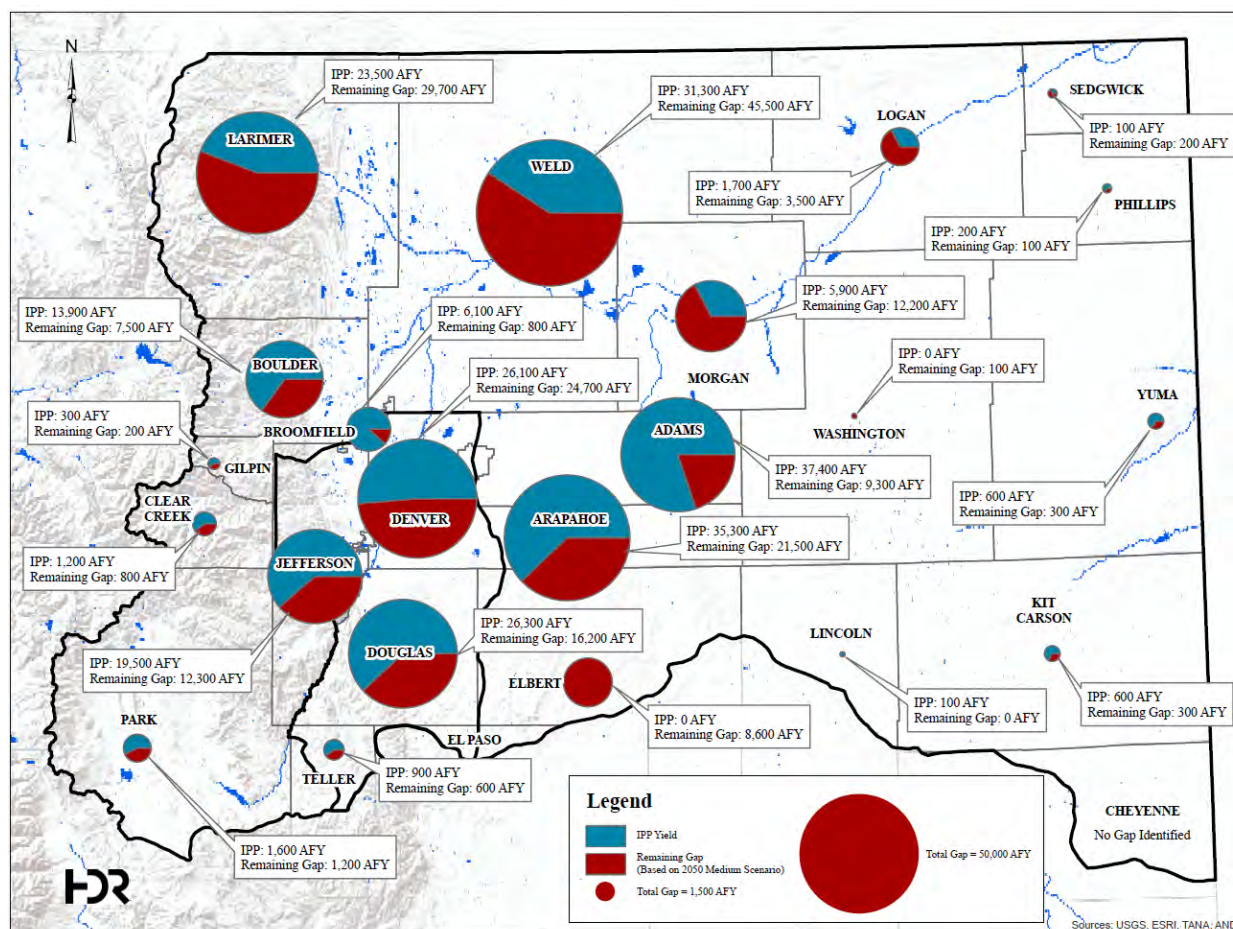 N
IPP: 23,500 AFY
Remaining Gap: 29,700 AFY
LARIMER
IPP: 31,300 AFY
Remaining Gap: 45,500 AFY
WELD
LOGAN
IPP: 1,700 AFY
Remaining Gap: 3,500 AFY
SEDGWICK
IPP: 100 AFY
Remaining Gap: 200 AFY
PHILLIPS
IPP: 200 AFY
Remaining Gap: 100 AFY
IPP: 13,900 AFY
Remaining Gap: 7,500 AFY
BOULDER
IPP: 6,100 AFY
Remaining Gap: 800 AFY
BROOMFIELD
IPP: 26,100 AFY
Remaining Gap: 24,700 AFY
DENVER
IPP: 5,900 AFY
Remaining Gap: 12,200 AFY
MORGAN
IPP: 0 AFY
Remaining Gap: 100 AFY
WASHINGTON
YUMA
IPP: 600 AFY
Remaining Gap: 300 AFY
IPP: 300 AFY
Remaining Gap: 200 AFY
GILPIN
ADAMS
IPP: 37,400 AFY
Remaining Gap: 9,300 AFY
CLEAR
CREEK
IPP: 1,200 AFY
Remaining Gap: 800 AFY
ARAPAHOE
IPP: 35,300 AFY
Remaining Gap: 21,500 AFY
JEFFERSON
IPP: 19,500 AFY
Remaining Gap: 12,300 AFY
DOUGLAS
IPP: 26,300 AFY
Remaining Gap: 16,200 AFY
ELBERT
IPP: 0 AFY
Remaining Gap: 8,600 AFY
LINCOLN
IPP: 100 AFY
Remaining Gap: 0 AFY
KIT
CARSON
IPP: 600 AFY
Remaining Gap: 300 AFY
PARK
IPP: 1,600 AFY
Remaining Gap: 1,200 AFY
TELLER
IPP: 900 AFY
Remaining Gap: 600 AFY
EL PASO
CHEYENNE
No Gap Identified
Legend
IPP Yield
Remaining Gap
(Based on 2050 Medium Scenario)
Total Gap = 1,500 AFY
Total Gap = 50,000 AFY
HDR
Sources: USGS, ESRI, TANA, AND